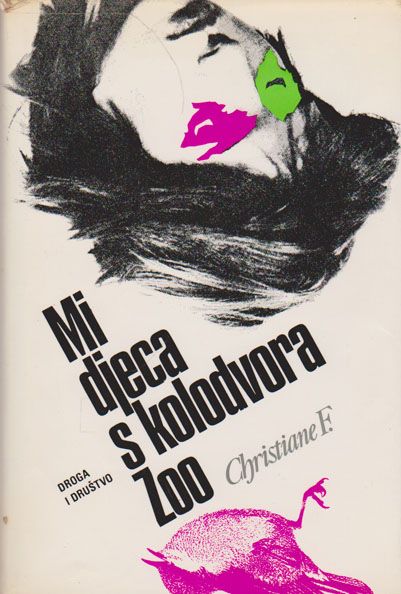 Mi
djeca
s kolodvora
Zoo
Christiane F.
DROGA
I DRUŠTVO